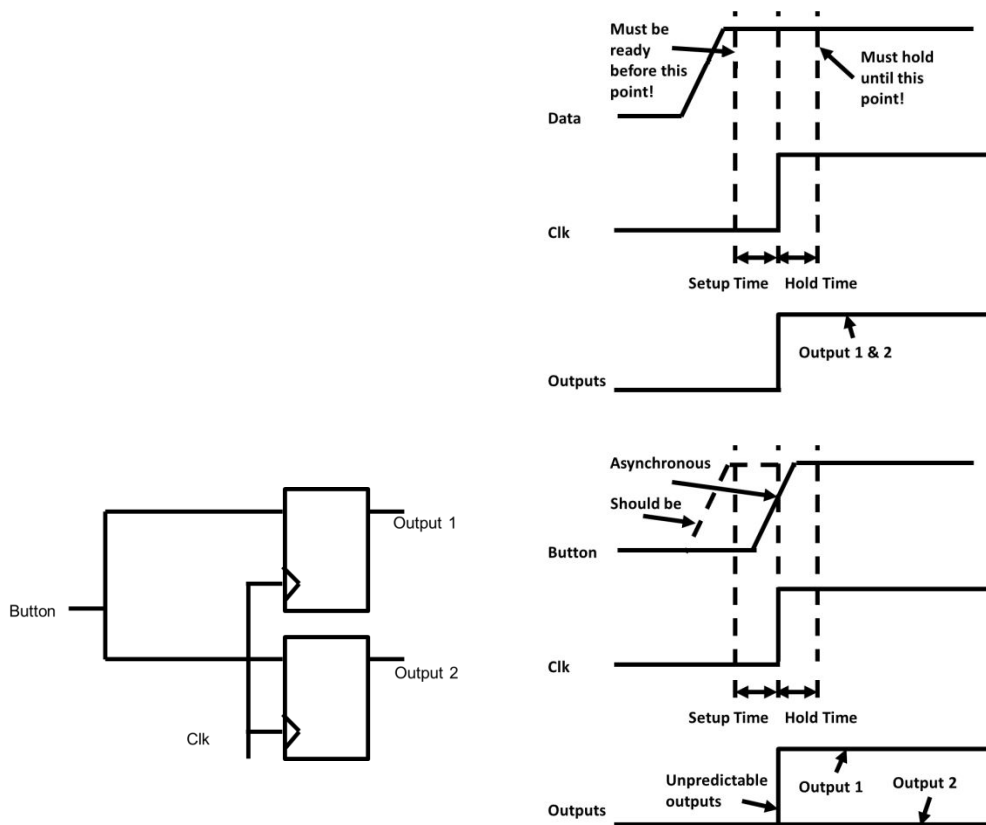 Must be
ready
before this
point!
Must hold
until this
point!
Data
Clk
Setup Time Hold Time
Output 1 & 2
Outputs
Asynchronous
Should be
Button
Clk
Setup Time Hold Time
Unpredictable
outputs
Output 1
Output 2
Outputs
Output 1
Button
Output 2
Clk